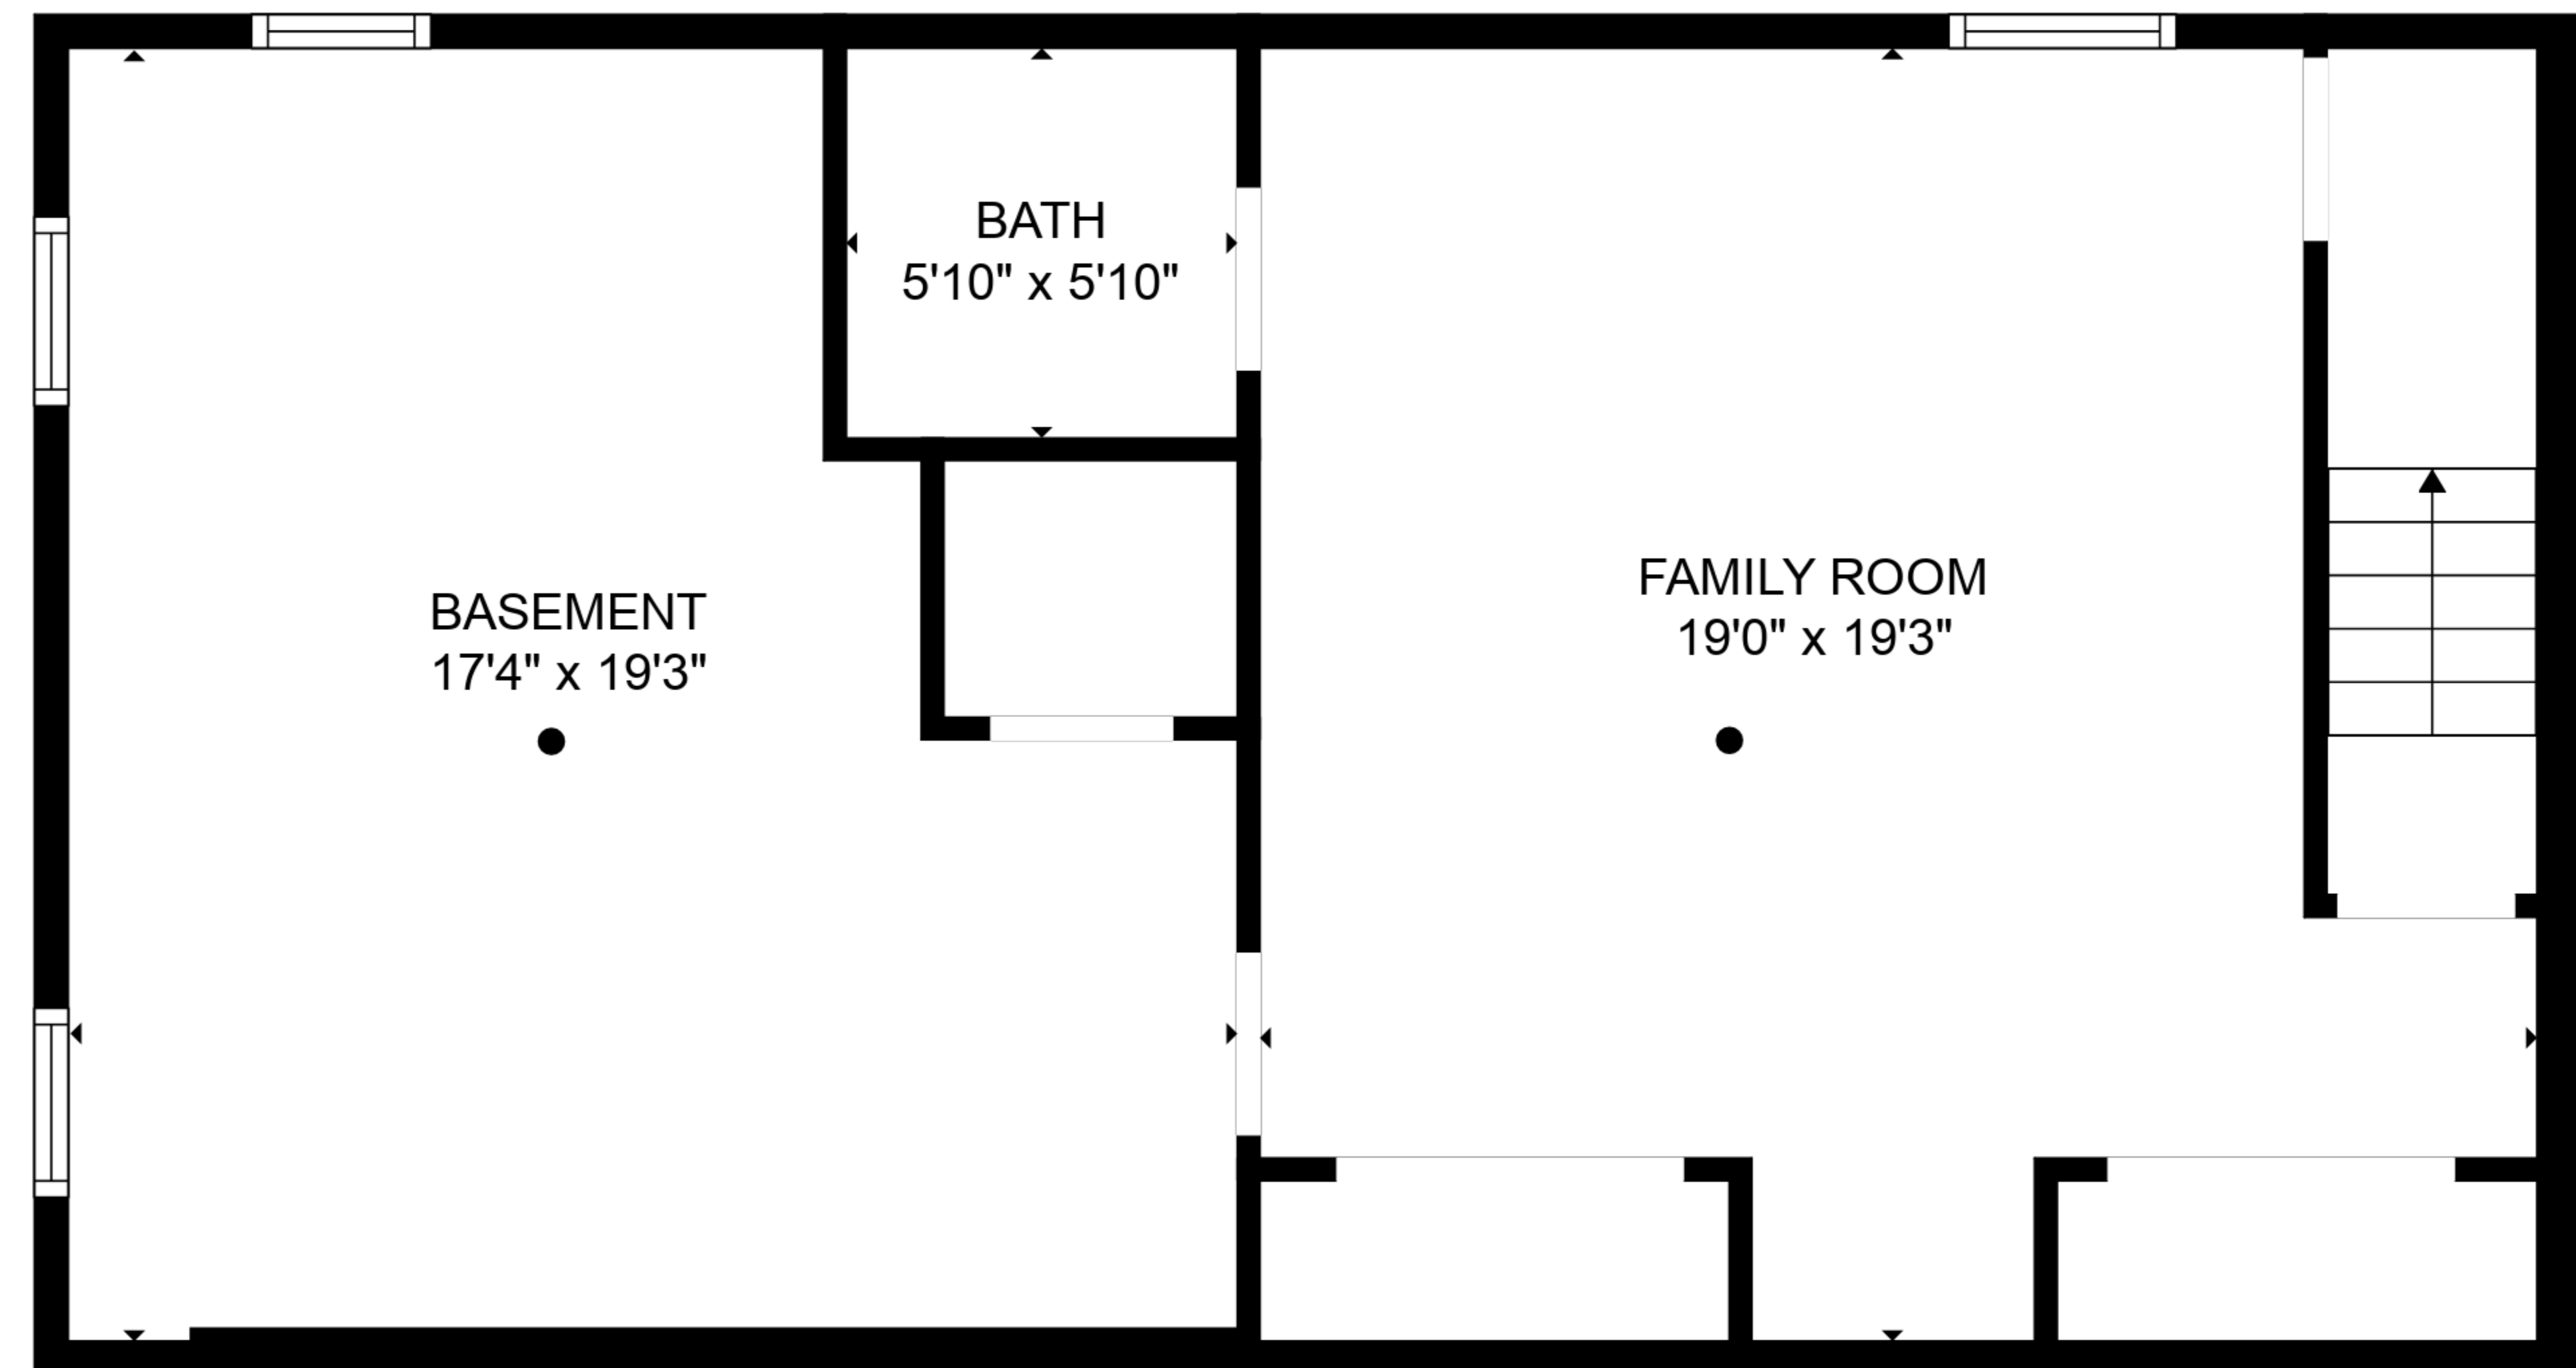 BATH
5'10" x 5'10"
BASEMENT
17'4" x 19'3"
FAMILY ROOM
19'0" x 19'3"